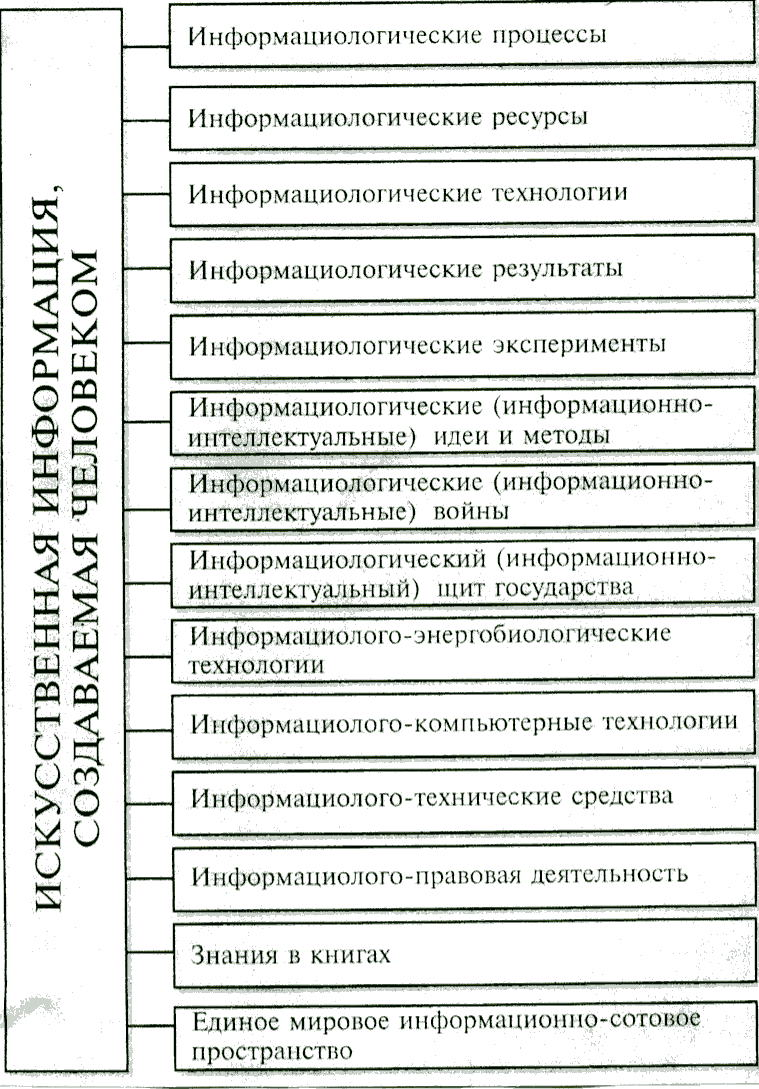 ИСКУССТВЕННАЯ ИНФОРМАЦИЯ,
СОЗДАВАЕМАЯ ЧЕЛОВЕКОМ
Информациологические процессы
Информациологические ресурсы
Информациологические технологии
Информациологические результаты
Информациологические эксперименты
Информациологические (информационно-
интеллектуальные) идеи и методы
Информациологические (информационно-
интеллектуальные) войны
Информациологический (информационно-
интеллектуальный) щит государства
Информациолого-энергобиологические
технологии
Информациолого-компьютерные технологии
Информациолого-технические средства
Информациолого-правовая деятельность
Знания в книгах
Единое мировое информационно-сотовое
пространство